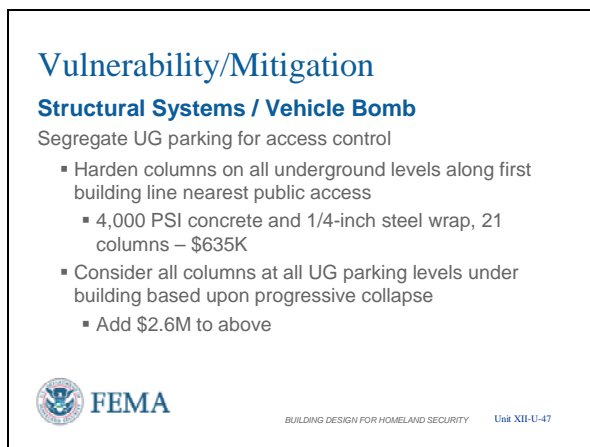 Vulnerability/Mitigation
Structural Systems / Vehicle Bomb
Segregate UG parking for access control
▪ Harden columns on all underground levels along first
building line nearest public access
▪ 4,000 PSI concrete and 1/4-inch steel wrap, 21
columns – $635K
▪ Consider all columns at all UG parking levels under
building based upon progressive collapse
▪ Add $2.6M to above
FEMA
BUILDING DESIGN FOR HOMELAND SECURITY Unit XII-U-47